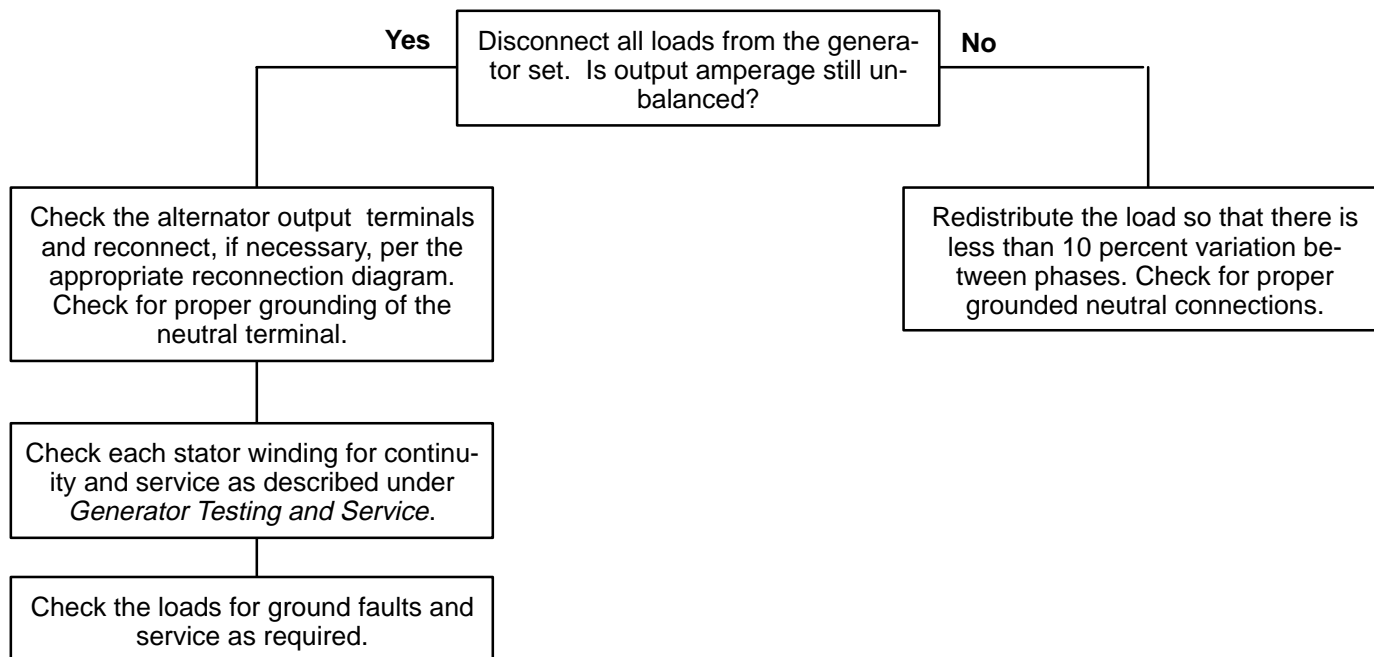 Yes
Disconnect all loads from the genera-
tor set.  Is output amperage still un-
balanced?
No
Check the alternator output  terminals
and reconnect, if necessary, per the
appropriate reconnection diagram.
Check for proper grounding of the
neutral terminal.
Redistribute the load so that there is
less than 10 percent variation be-
tween phases. Check for proper
grounded neutral connections.
Check each stator winding for continu-
ity and service as described under
Generator Testing and Service.
Check the loads for ground faults and
service as required.